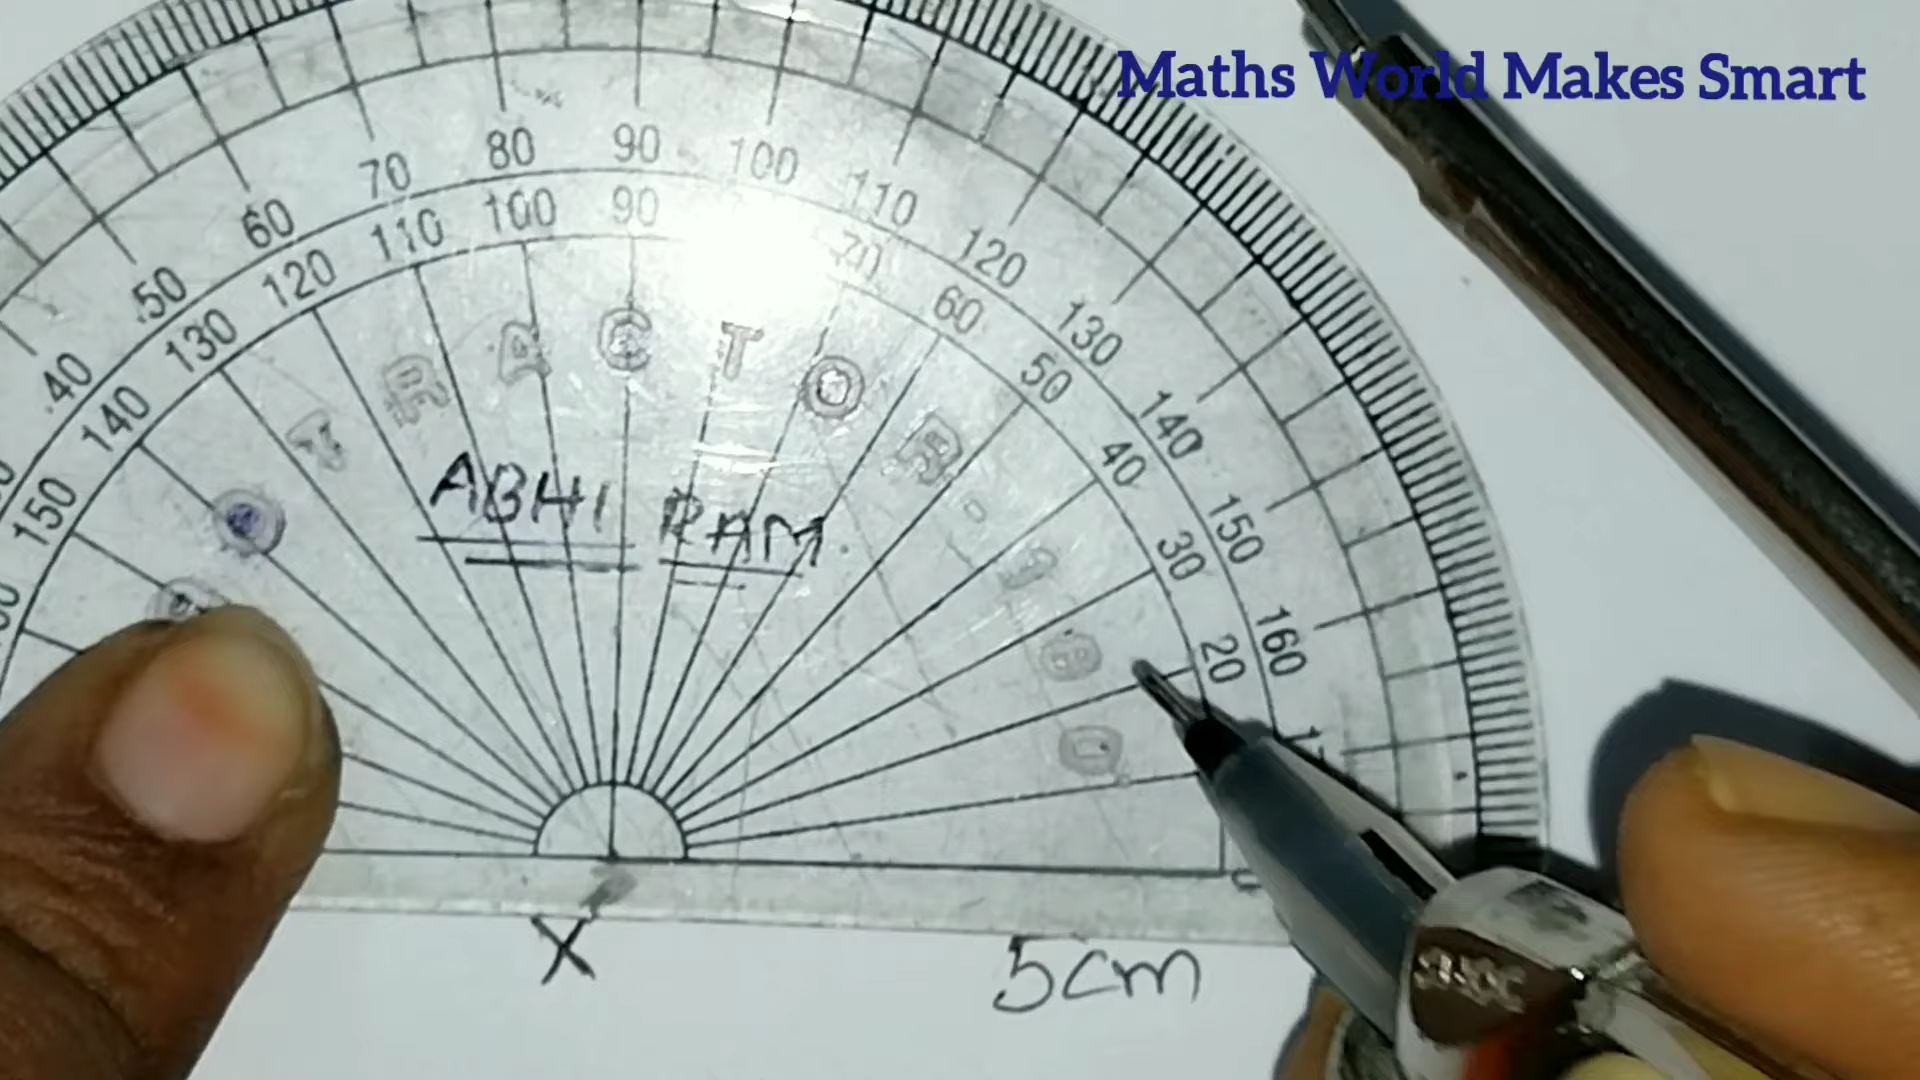 Maths World Makes Smart
70 80 90 100 110 120 130 140 150 160
60 50 40
150 140 130 120 110 100 90 70 60 50 40 30 20
T R A C T O R
ABHI RAM
X
5cm